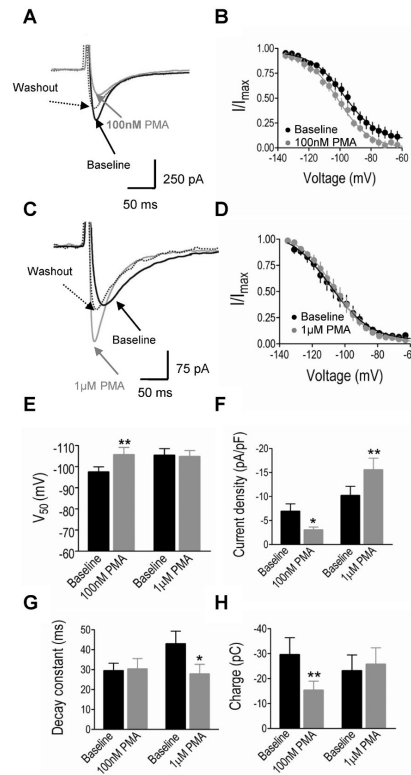 A
Washout
100nM PMA
Baseline
250 pA
50 ms
B
I/Imax
1.00
0.75
0.50
0.25
0.00
Baseline
100nM PMA
-140 -120 -100 -80 -60
Voltage (mV)
C
Washout
Baseline
1µM PMA
75 pA
50 ms
D
I/Imax
1.00
0.75
0.50
0.25
0.00
Baseline
1µM PMA
-140 -120 -100 -80 -60
Voltage (mV)
E
V50 (mV)
-110
-100
-90
-80
-70
-60
**
Baseline
100nM PMA
Baseline
1µM PMA
F
Current density (pA/pF)
-20
-15
-10
-5
0
*
**
Baseline
100nM PMA
Baseline
1µM PMA
G
Decay constant (ms)
50
40
30
20
10
0
*
Baseline
100nM PMA
Baseline
1µM PMA
H
Charge (pC)
-40
-30
-20
-10
0
**
Baseline
100nM PMA
Baseline
1µM PMA